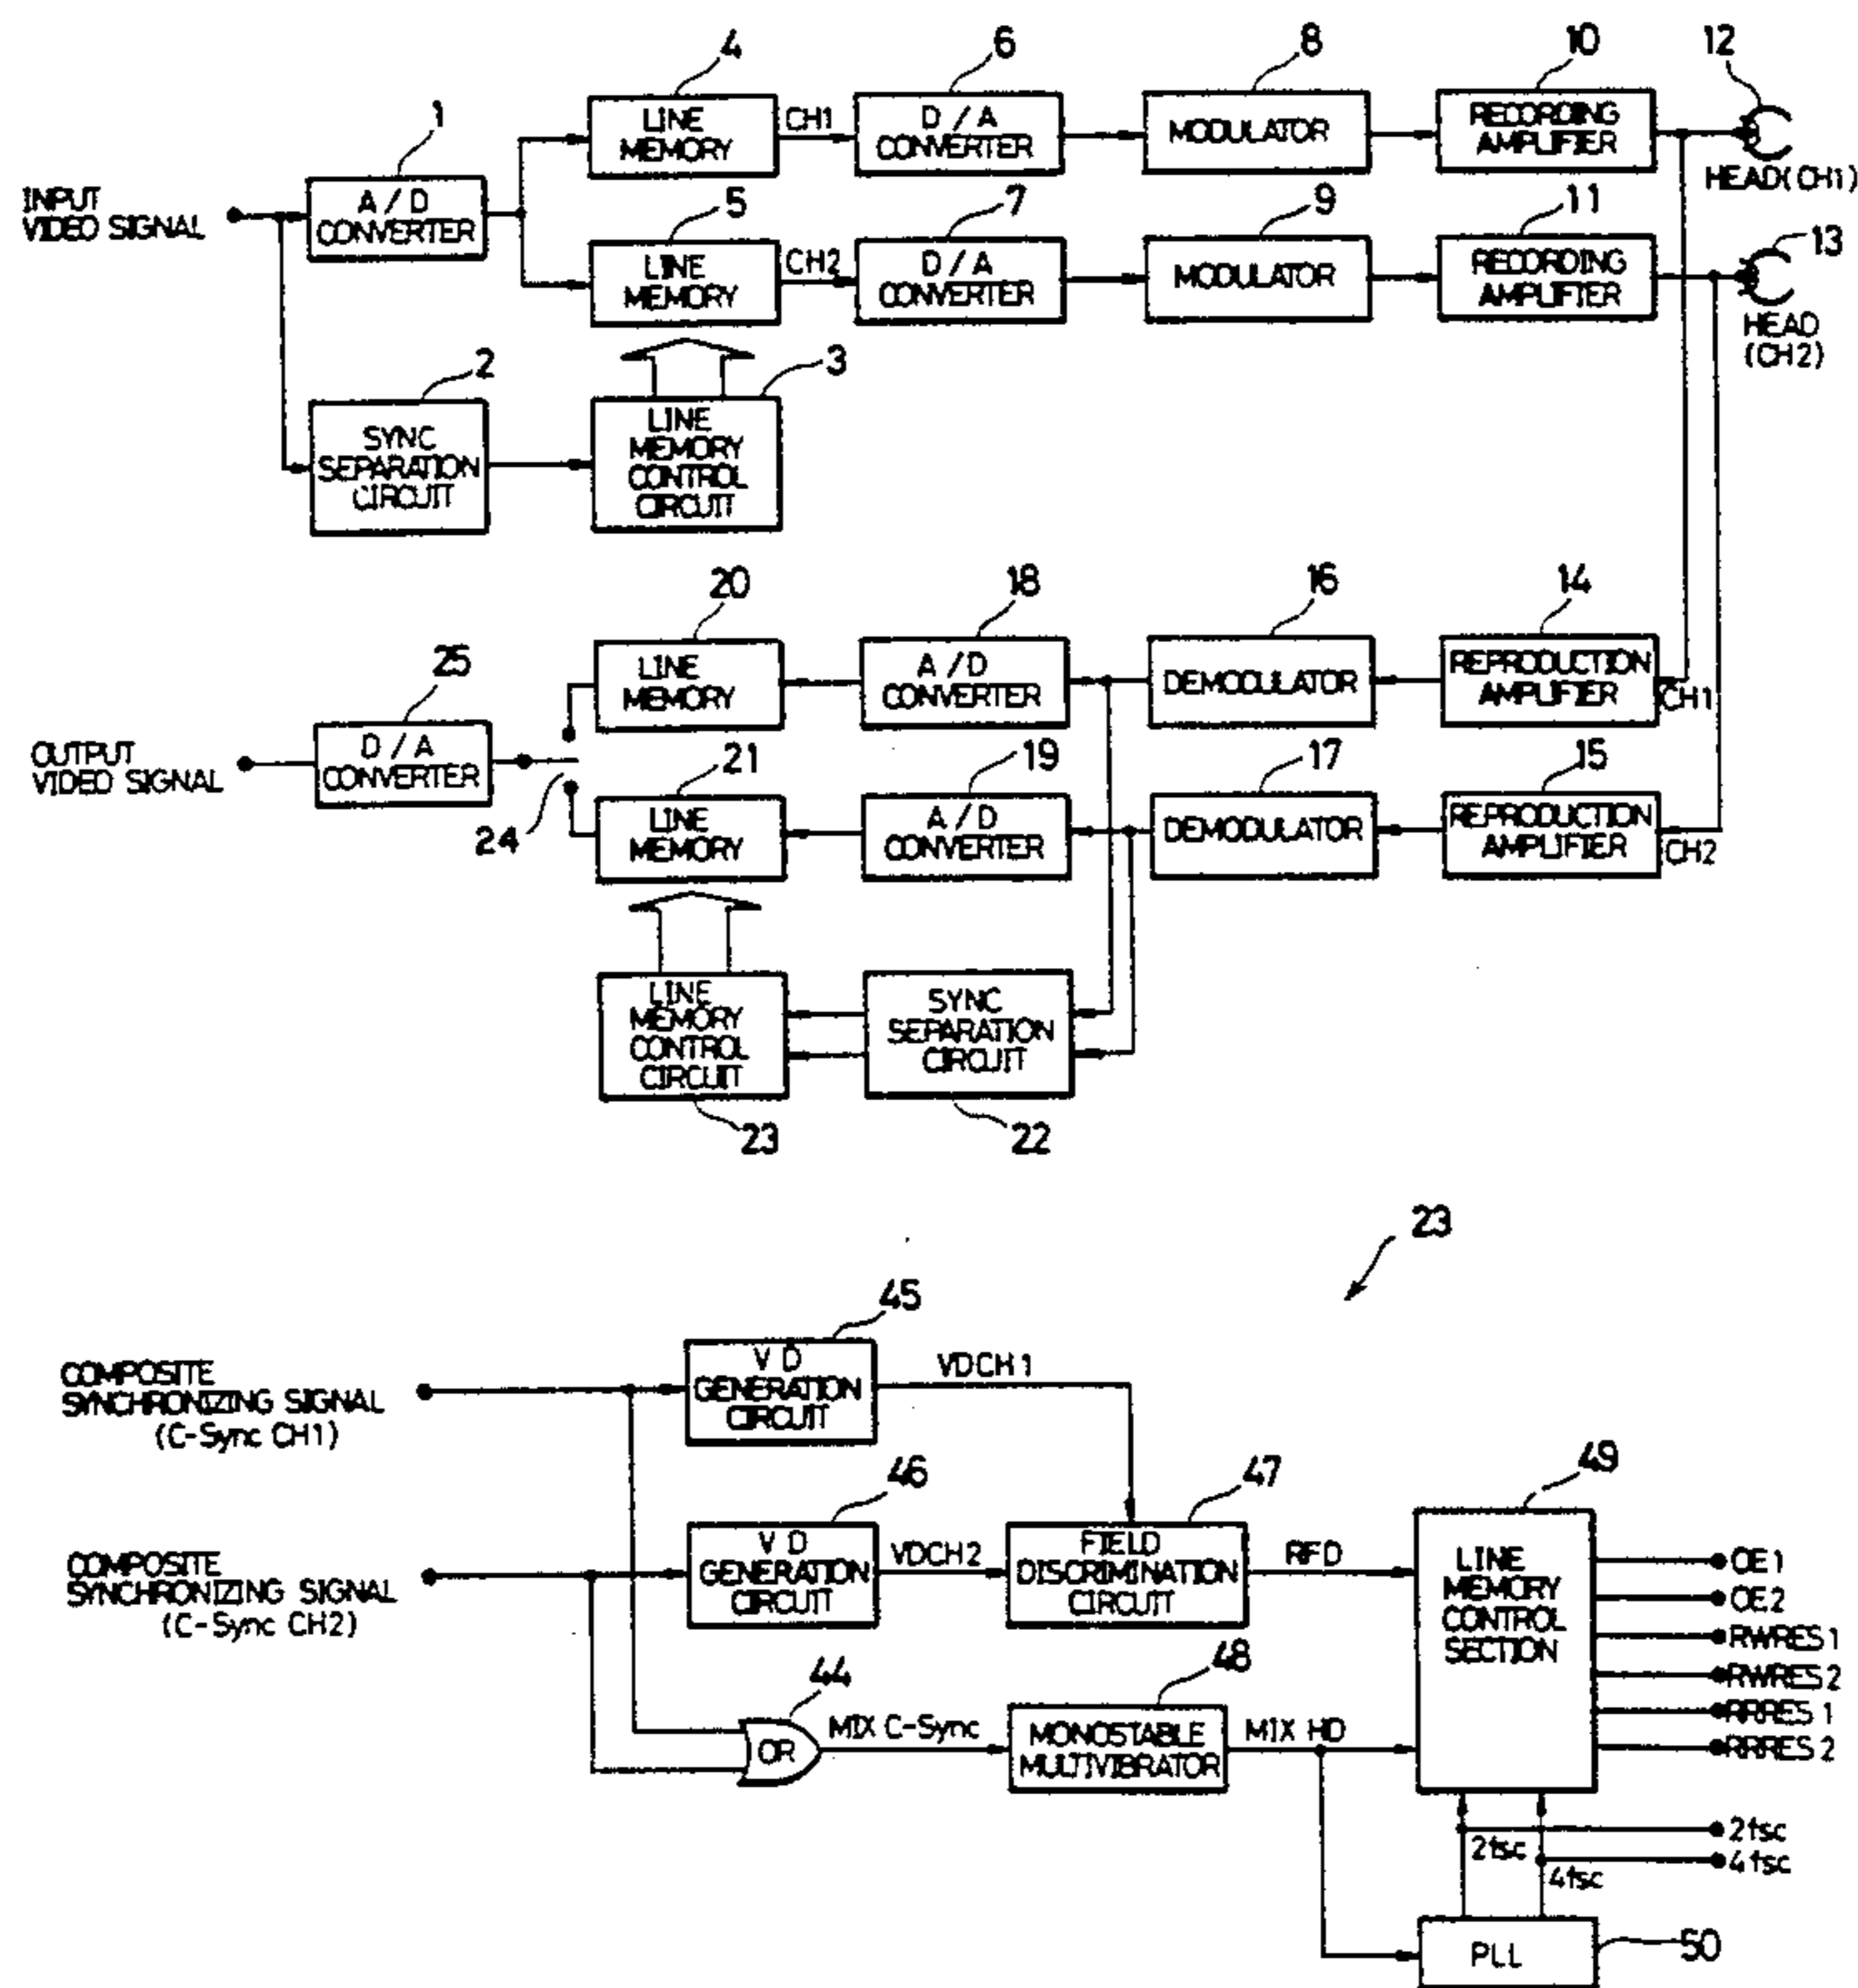 4
6
8
10
12
1
LINE
MEMORY
CH1
D/A
CONVERTER
MODULATOR
RECORDING
AMPLIFIER
HEAD(CH1)
INPUT
VIDEO SIGNAL
A/D
CONVERTER
5
7
9
11
13
LINE
MEMORY
CH2
D/A
CONVERTER
MODULATOR
RECORDING
AMPLIFIER
HEAD
(CH2)
2
3
SYNC
SEPARATION
CIRCUIT
LINE
MEMORY
CONTROL
CIRCUIT
20
18
16
14
25
LINE
MEMORY
A/D
CONVERTER
DEMODULATOR
REPRODUCTION
AMPLIFIER
CH1
OUTPUT
VIDEO SIGNAL
D/A
CONVERTER
24
21
19
17
15
LINE
MEMORY
A/D
CONVERTER
DEMODULATOR
REPRODUCTION
AMPLIFIER
CH2
LINE
MEMORY
CONTROL
CIRCUIT
SYNC
SEPARATION
CIRCUIT
23
22
23
45
COMPOSITE
SYNCHRONIZING SIGNAL
(C-Sync CH1)
VD
GENERATION
CIRCUIT
VDCH1
46
47
49
COMPOSITE
SYNCHRONIZING SIGNAL
(C-Sync CH2)
VD
GENERATION
CIRCUIT
VDCH2
FIELD
DISCRIMINATION
CIRCUIT
RFD
LINE
MEMORY
CONTROL
SECTION
OE1
OE2
RWRES1
RWRES2
RRRES1
RRRES2
44
48
OR
MIX C-Sync
MONOSTABLE
MULTIVIBRATOR
MIX HD
2fsc
4fsc
2fsc
4fsc
PLL
50